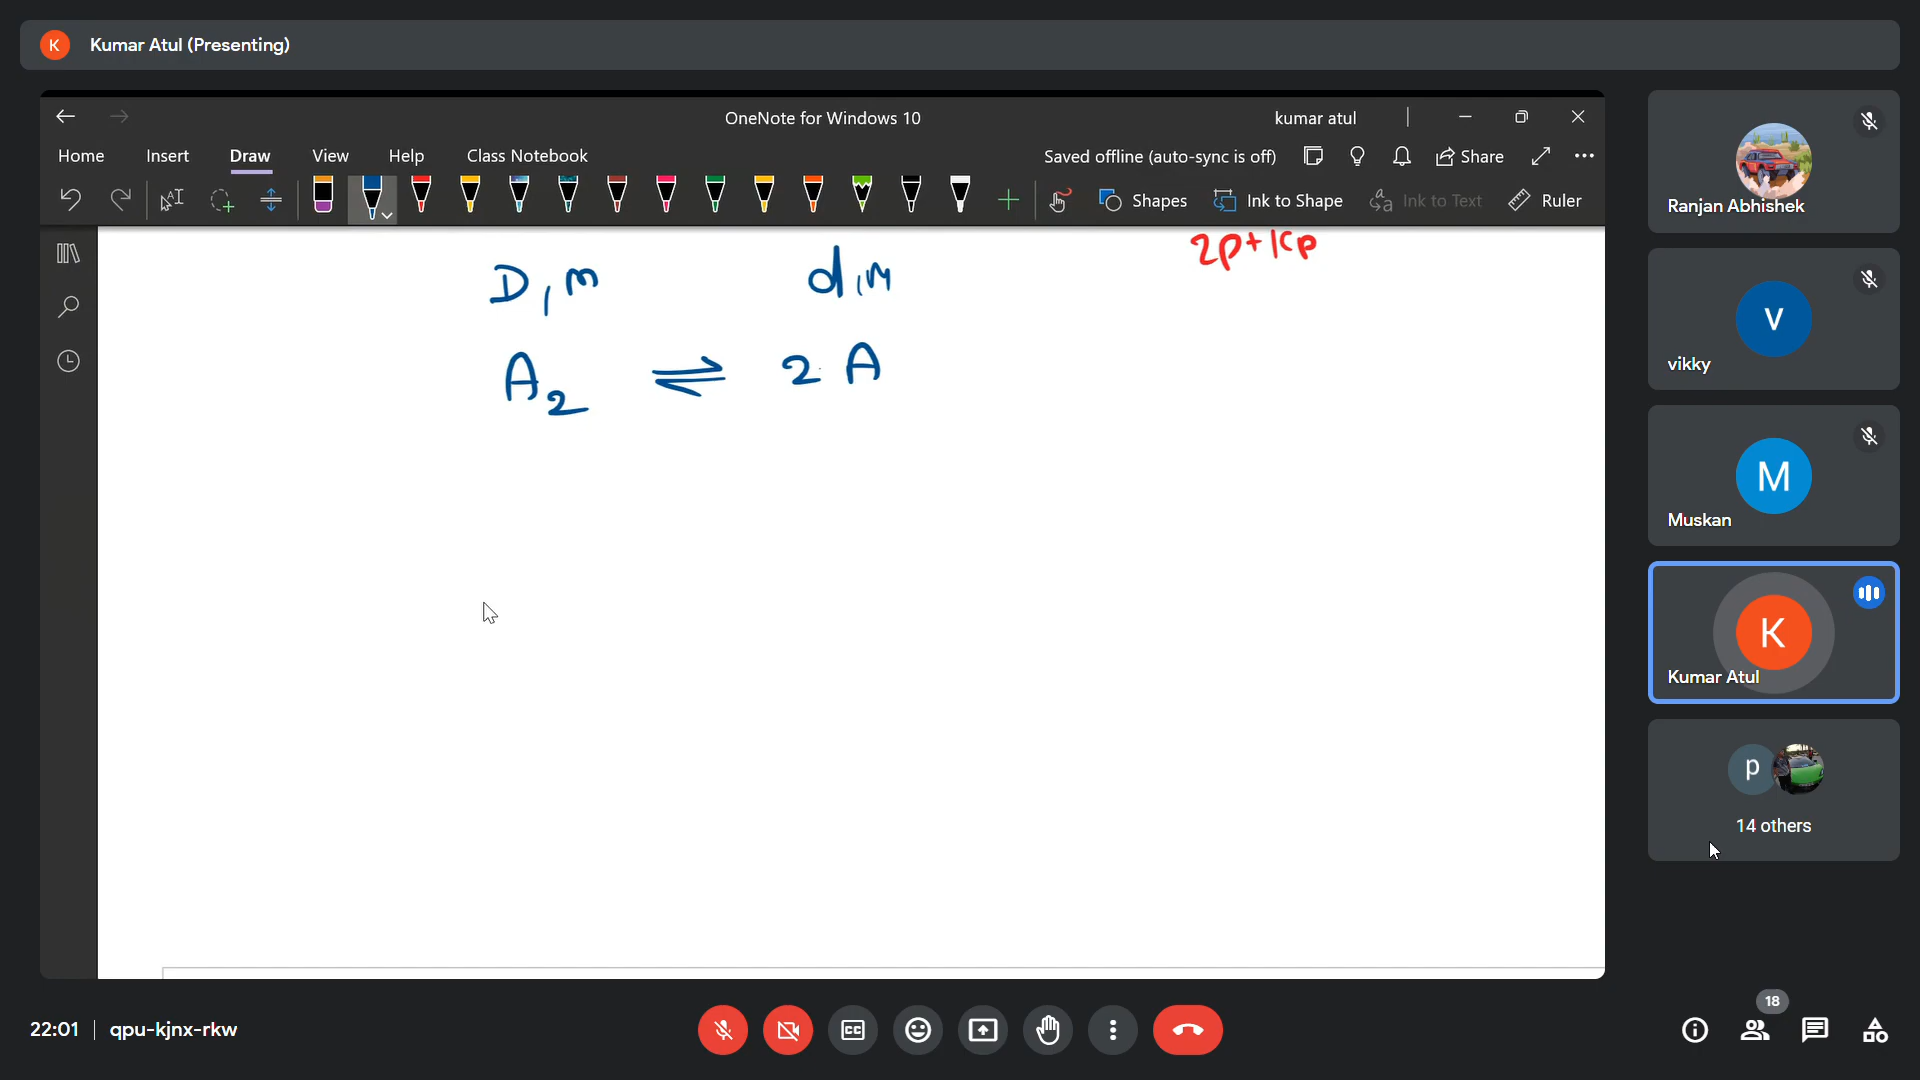 K Kumar Atul (Presenting)
OneNote for Windows 10
kumar atul
Home Insert Draw View Help Class Notebook
Saved offline (auto-sync is off) Share
Shapes Ink to Shape Ink to Text Ruler
2p+Kp
D, m d, m
A2 ⇌ 2 A
Ranjan Abhishek
V
vikky
M
Muskan
K
Kumar Atul
p
14 others
22:01 | qpu-kjnx-rkw
CC
18